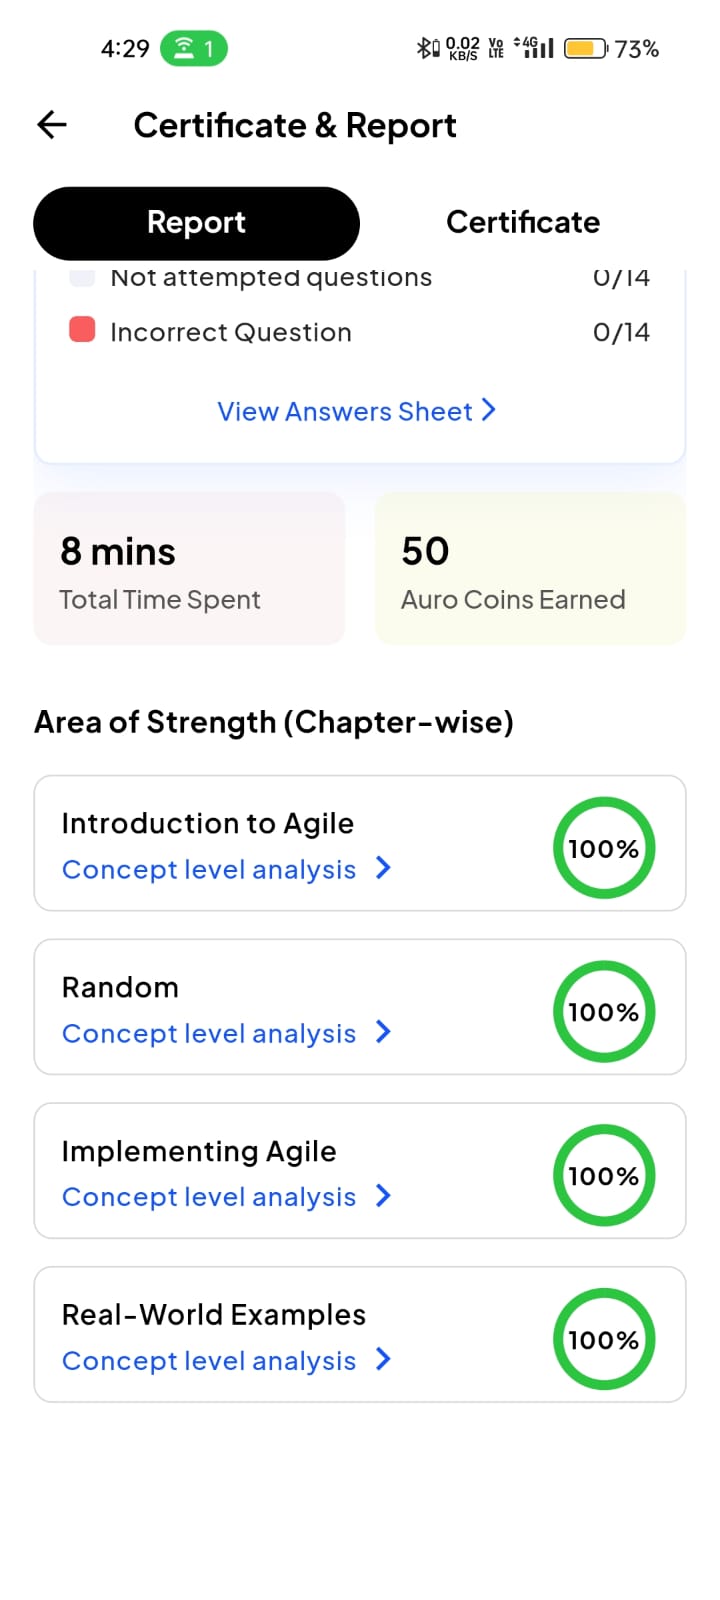 4:29 1 0.02 KB/S VO LTE 4G 73%
Certificate & Report
Report Certificate
Not attempted questions 0/14
Incorrect Question 0/14
View Answers Sheet
8 mins 50
Total Time Spent Auro Coins Earned
Area of Strength (Chapter-wise)
Introduction to Agile
Concept level analysis
100%
Random
Concept level analysis
100%
Implementing Agile
Concept level analysis
100%
Real-World Examples
Concept level analysis
100%